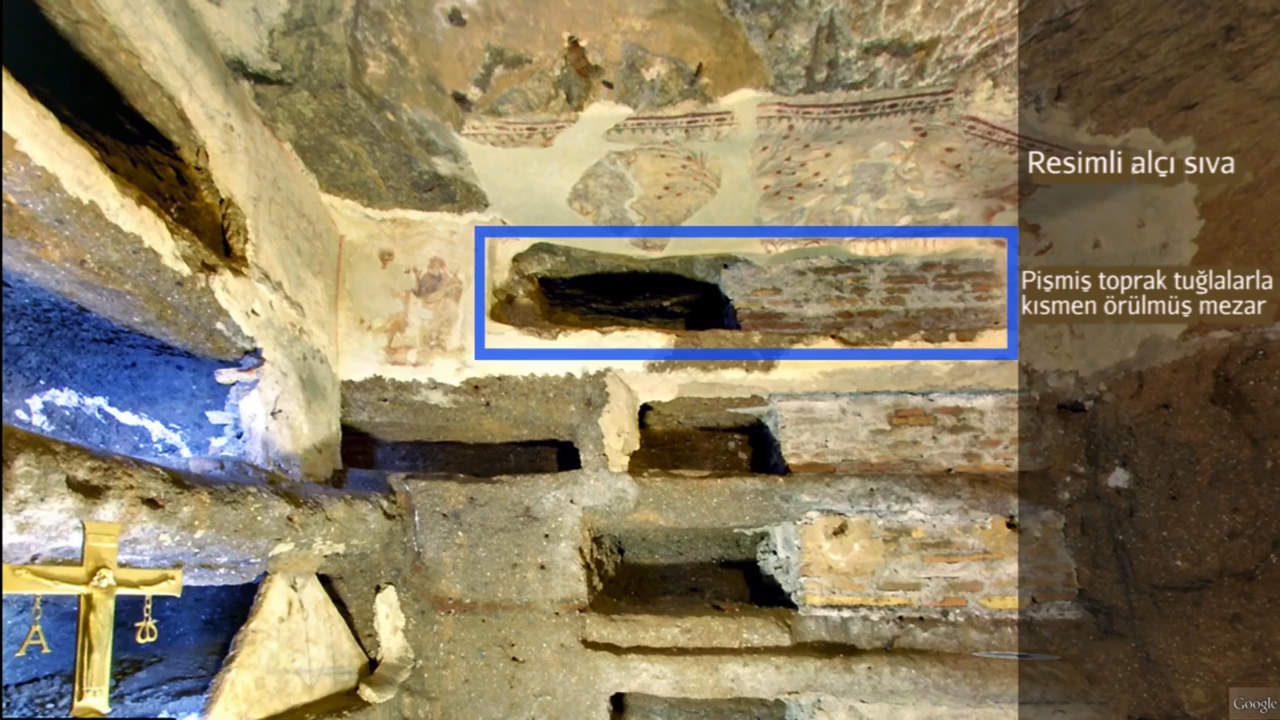 Resimli alçı sıva
Pişmiş toprak tuğlalarla
kısmen örülmüş mezar
A
Google